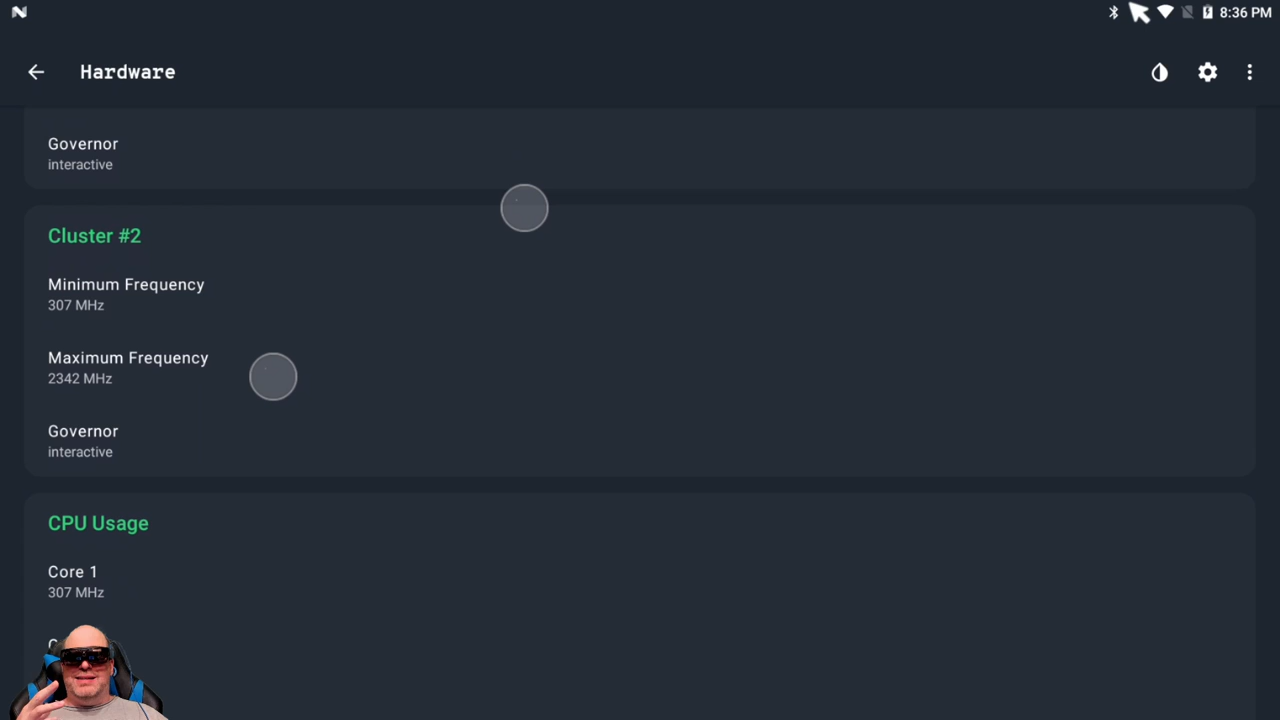 8:36 PM
Hardware
Governor
interactive
Cluster #2
Minimum Frequency
307 MHz
Maximum Frequency
2342 MHz
Governor
interactive
CPU Usage
Core 1
307 MHz